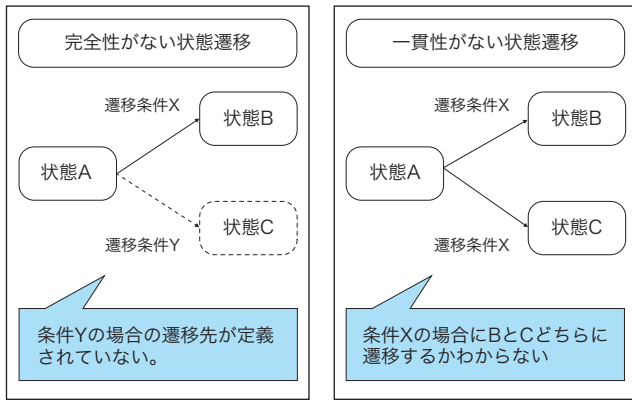 完全性がない状態遷移
遷移条件X
状態B
状態A
状態C
遷移条件Y
条件Yの場合の遷移先が定義
されていない。
一貫性がない状態遷移
遷移条件X
状態B
状態A
状態C
遷移条件X
条件Xの場合にBとCどちらに
遷移するかわからない